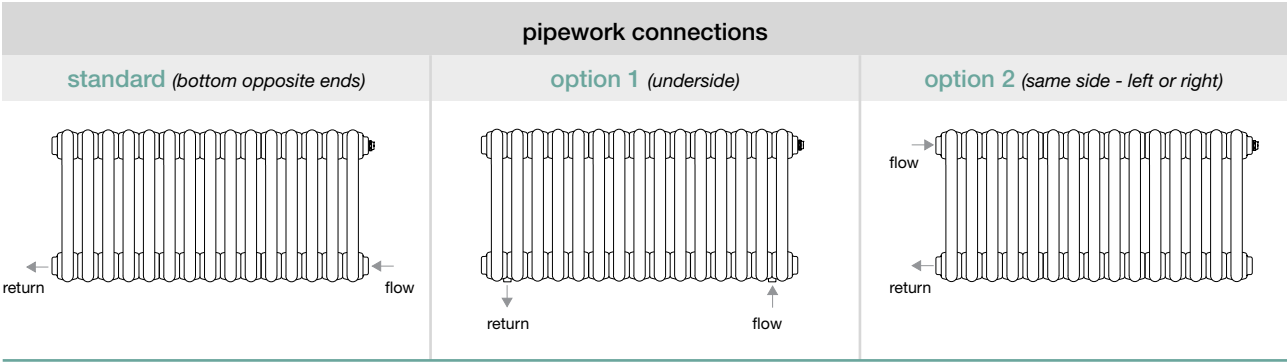 pipework connections
standard (bottom opposite ends)
option 1 (underside)
option 2 (same side - left or right)
return
flow
return
flow
flow
return